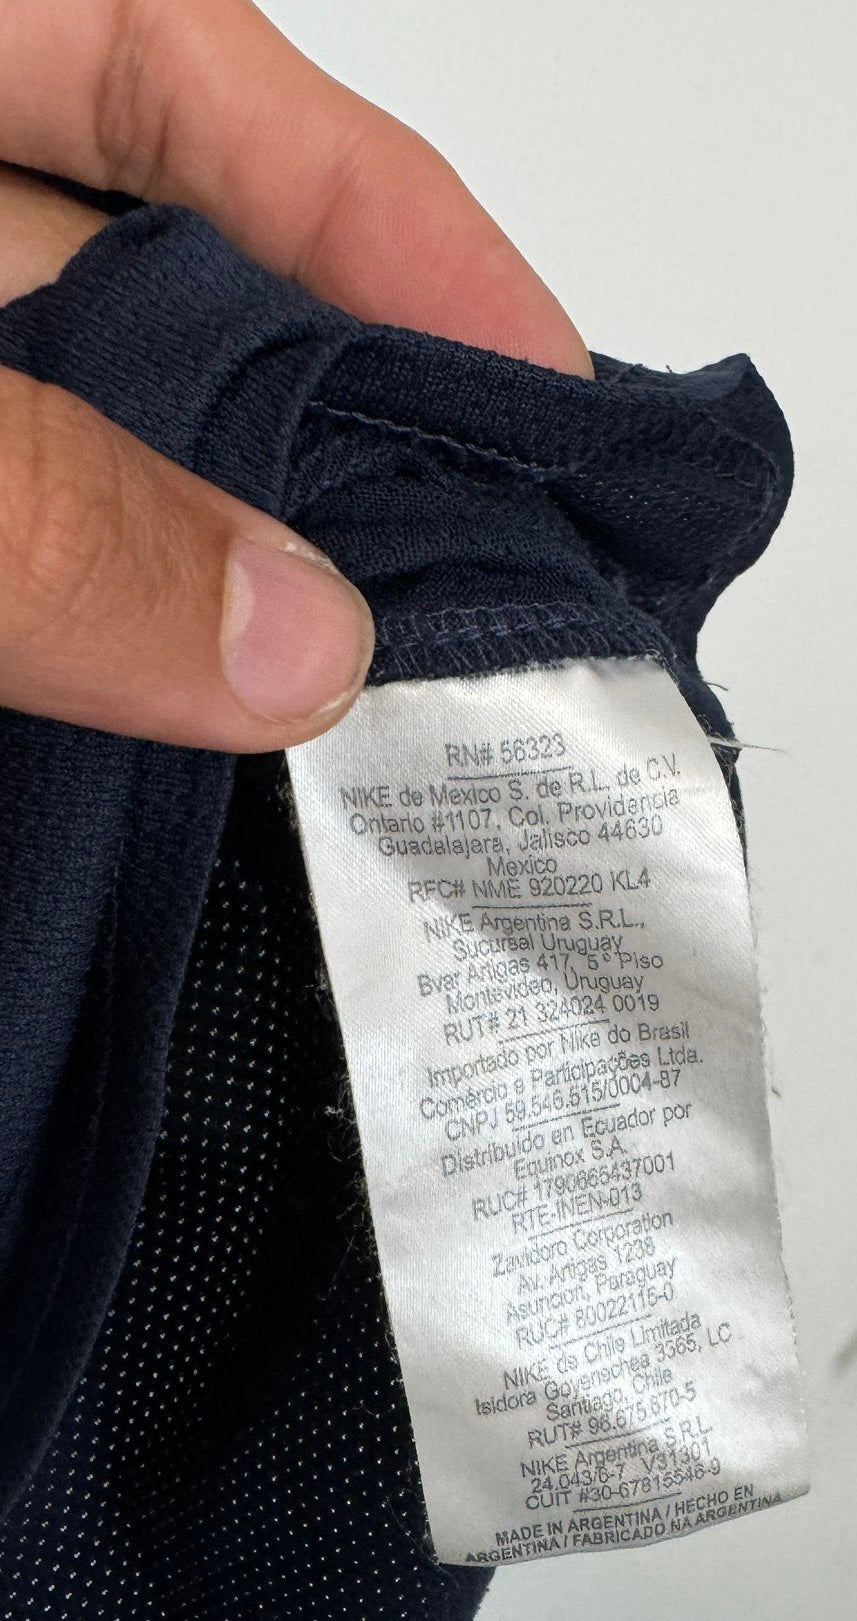 RN# 56323
NIKE de Mexico S. de R.L. de C.V.
Ontario #1107, Col. Providencia
Guadalajara, Jalisco 44630
Mexico
RFC# NME 920220 KL4
NIKE Argentina S.R.L.,
Sucursal Uruguay
Bvar Artigas 417, 5° Piso
Montevideo, Uruguay
RUT# 21 324024 0019
Importado por Nike do Brasil
Comércio e Participações Ltda.
CNPJ 59.546.515/0004-87
Distribuido en Ecuador por
Equinox S.A.
RUC# 1790665437001
RTE-INEN-013
Zavidoro Corporation
Av. Artigas 1238
Asuncion, Paraguay
RUC# 80022115-0
NIKE de Chile Limitada
Isidora Goyenechea 3365, LC
Santiago, Chile
RUT# 96.675.870-5
NIKE Argentina S.R.L.
24.043/6-7 V31301
CUIT #30-67815546-9
MADE IN ARGENTINA / HECHO EN
ARGENTINA / FABRICADO NA ARGENTINA